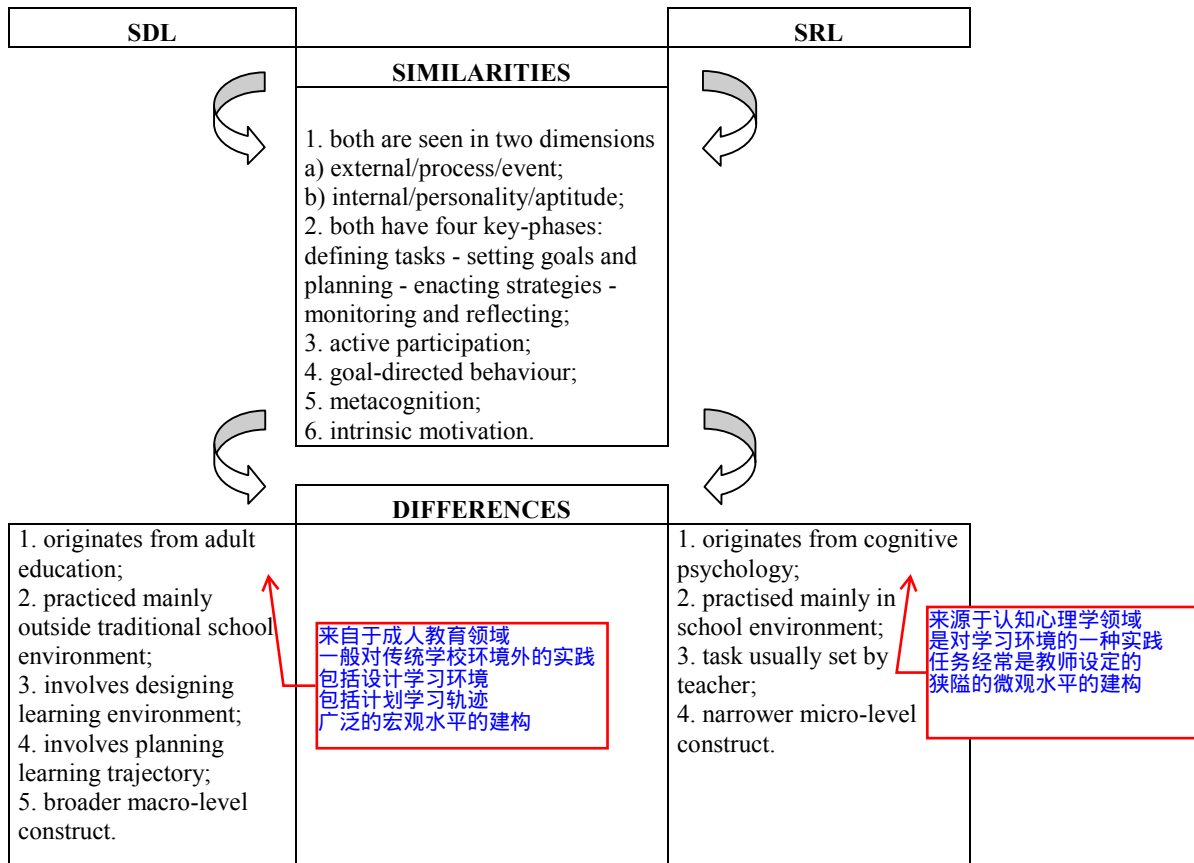 SDL
SRL
SIMILARITIES
1. both are seen in two dimensions
a) external/process/event;
b) internal/personality/aptitude;
2. both have four key-phases:
defining tasks - setting goals and
planning - enacting strategies -
monitoring and reflecting;
3. active participation;
4. goal-directed behaviour;
5. metacognition;
6. intrinsic motivation.
DIFFERENCES
1. originates from adult
education;
2. practiced mainly
outside traditional school
environment;
3. involves designing
learning environment;
4. involves planning
learning trajectory;
5. broader macro-level
construct.
来自于成人教育领域
一般对传统学校环境外的实践
包括设计学习环境
包括计划学习轨迹
广泛的宏观水平的建构
1. originates from cognitive
psychology;
2. practised mainly in
school environment;
3. task usually set by
teacher;
4. narrower micro-level
construct.
来源于认知心理学领域
是对学习环境的一种实践
任务经常是教师设定的
狭隘的微观水平的建构